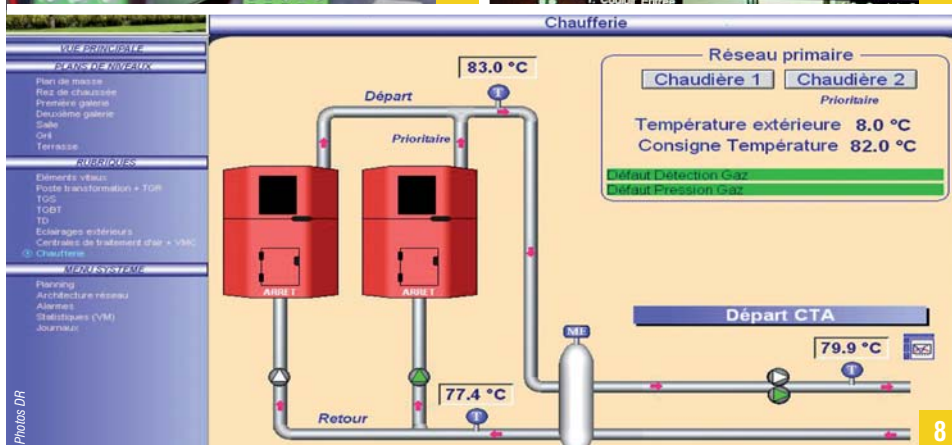 Chaufferie
VUE PRINCIPALE
PLANS DE NIVEAUX
Plan de masse
Rez de chaussée
Première galerie
Deuxième galerie
Salle
Gril
Terrasse
RUBRIQUES
Eléments vitaux
Poste transformation + TGR
TGS
TGBT
TD
Eclairages extérieurs
Centrales de traitement d'air + VMC
Chaufferie
MENU SYSTEME
Planning
Architecture réseau
Alarmes
Statistiques (VM)
Journaux
83.0 °C
T
Départ
Prioritaire
ARRET
ARRET
Réseau primaire
Chaudière 1 Chaudière 2
Prioritaire
Température extérieure 8.0 °C
Consigne Température 82.0 °C
Défaut Détection Gaz
Défaut Pression Gaz
Départ CTA
ME
79.9 °C
T
77.4 °C
T
Retour
Photos DR
8